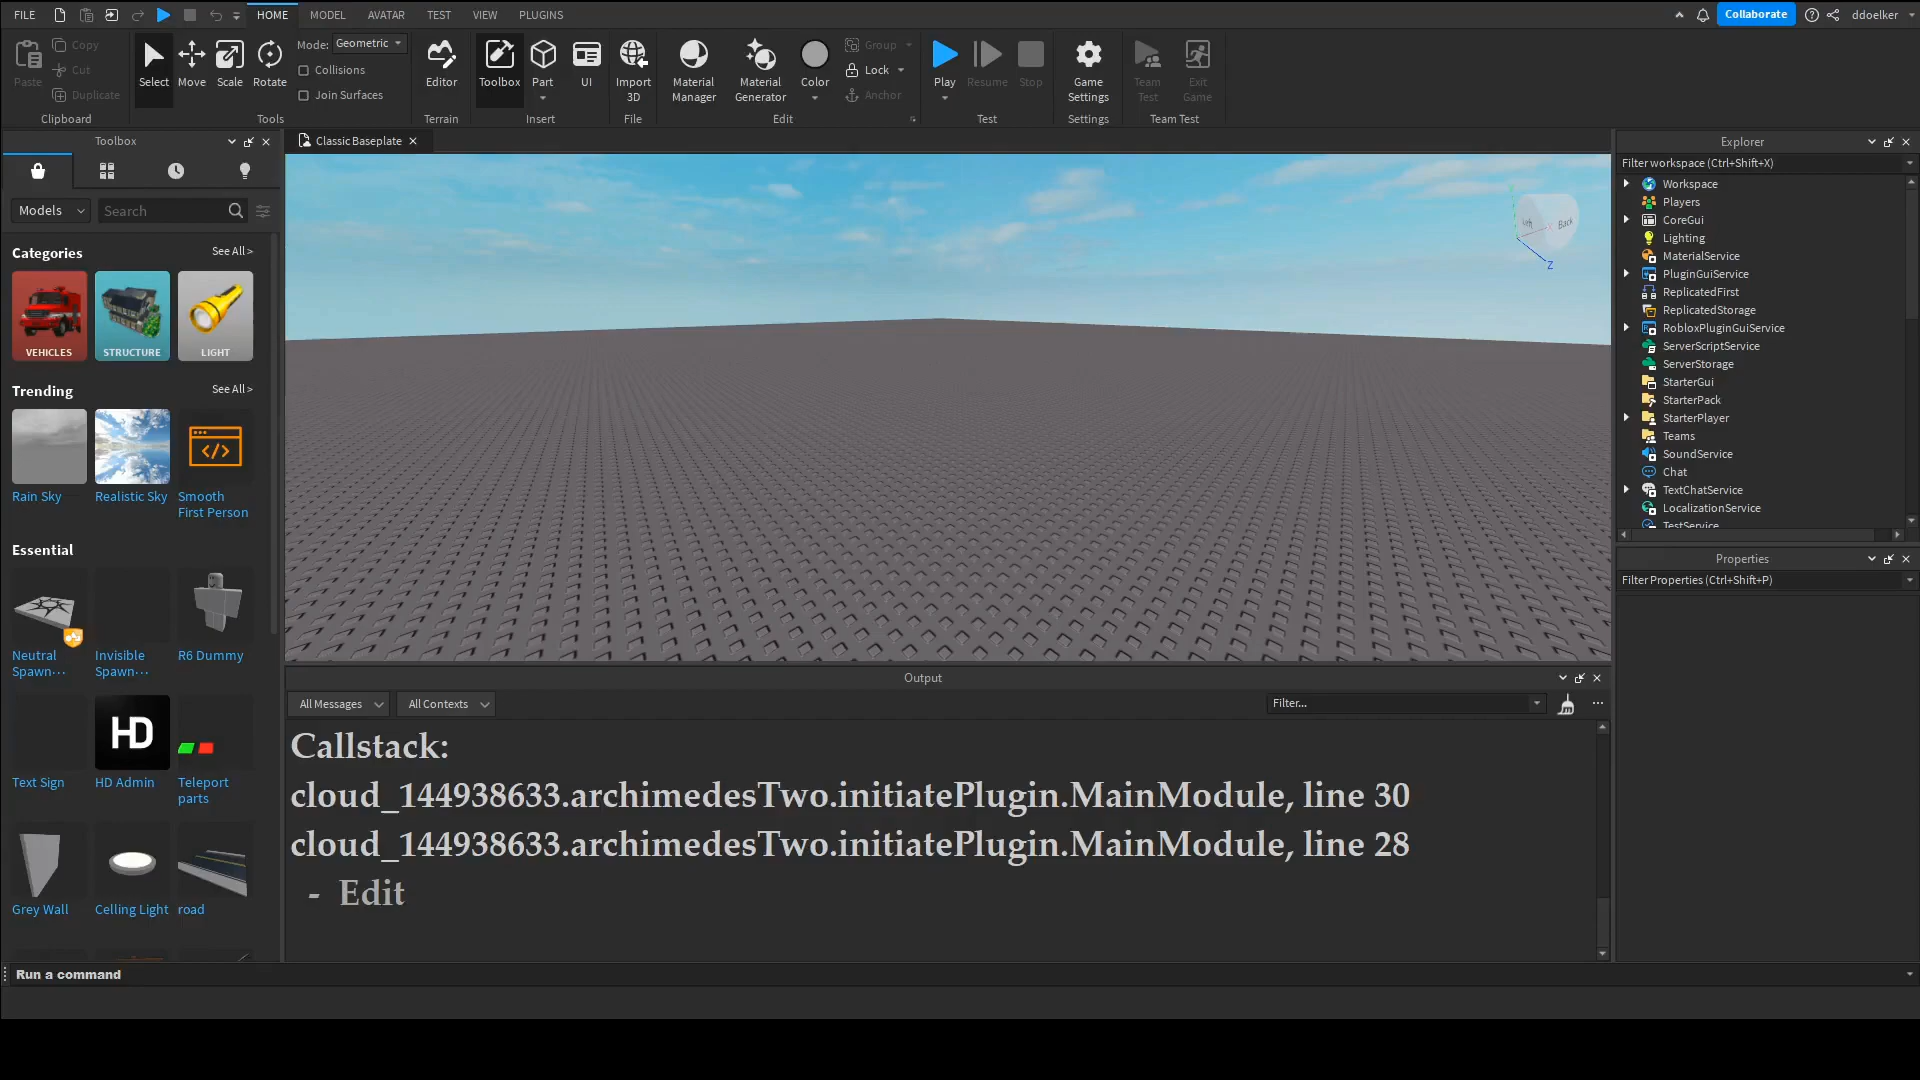 FILE
HOME
MODEL
AVATAR
TEST
VIEW
PLUGINS
Collaborate
ddoelker
Paste
Copy
Cut
Duplicate
Clipboard
Select
Move
Scale
Rotate
Mode: Geometric
Collisions
Join Surfaces
Tools
Editor
Terrain
Toolbox
Part
UI
Insert
Import
3D
File
Material
Manager
Material
Generator
Color
Group
Lock
Anchor
Edit
Play
Resume
Stop
Test
Game
Settings
Settings
Team
Test
Exit
Game
Team Test
Toolbox
Models
Search
Categories
See All >
VEHICLES
STRUCTURE
LIGHT
Trending
See All >
Rain Sky
Realistic Sky
Smooth
First Person
Essential
Neutral
Spawn···
Invisible
Spawn···
R6 Dummy
Text Sign
HD
HD Admin
Teleport
parts
Grey Wall
Celling Light
road
Classic Baseplate
Back
Z
Output
All Messages
All Contexts
Filter...
Callstack:
cloud_144938633.archimedesTwo.initiatePlugin.MainModule, line 30
cloud_144938633.archimedesTwo.initiatePlugin.MainModule, line 28
- Edit
Explorer
Filter workspace (Ctrl+Shift+X)
Workspace
Players
CoreGui
Lighting
MaterialService
PluginGuiService
ReplicatedFirst
ReplicatedStorage
RobloxPluginGuiService
ServerScriptService
ServerStorage
StarterGui
StarterPack
StarterPlayer
Teams
SoundService
Chat
TextChatService
LocalizationService
TestService
Properties
Filter Properties (Ctrl+Shift+P)
Run a command